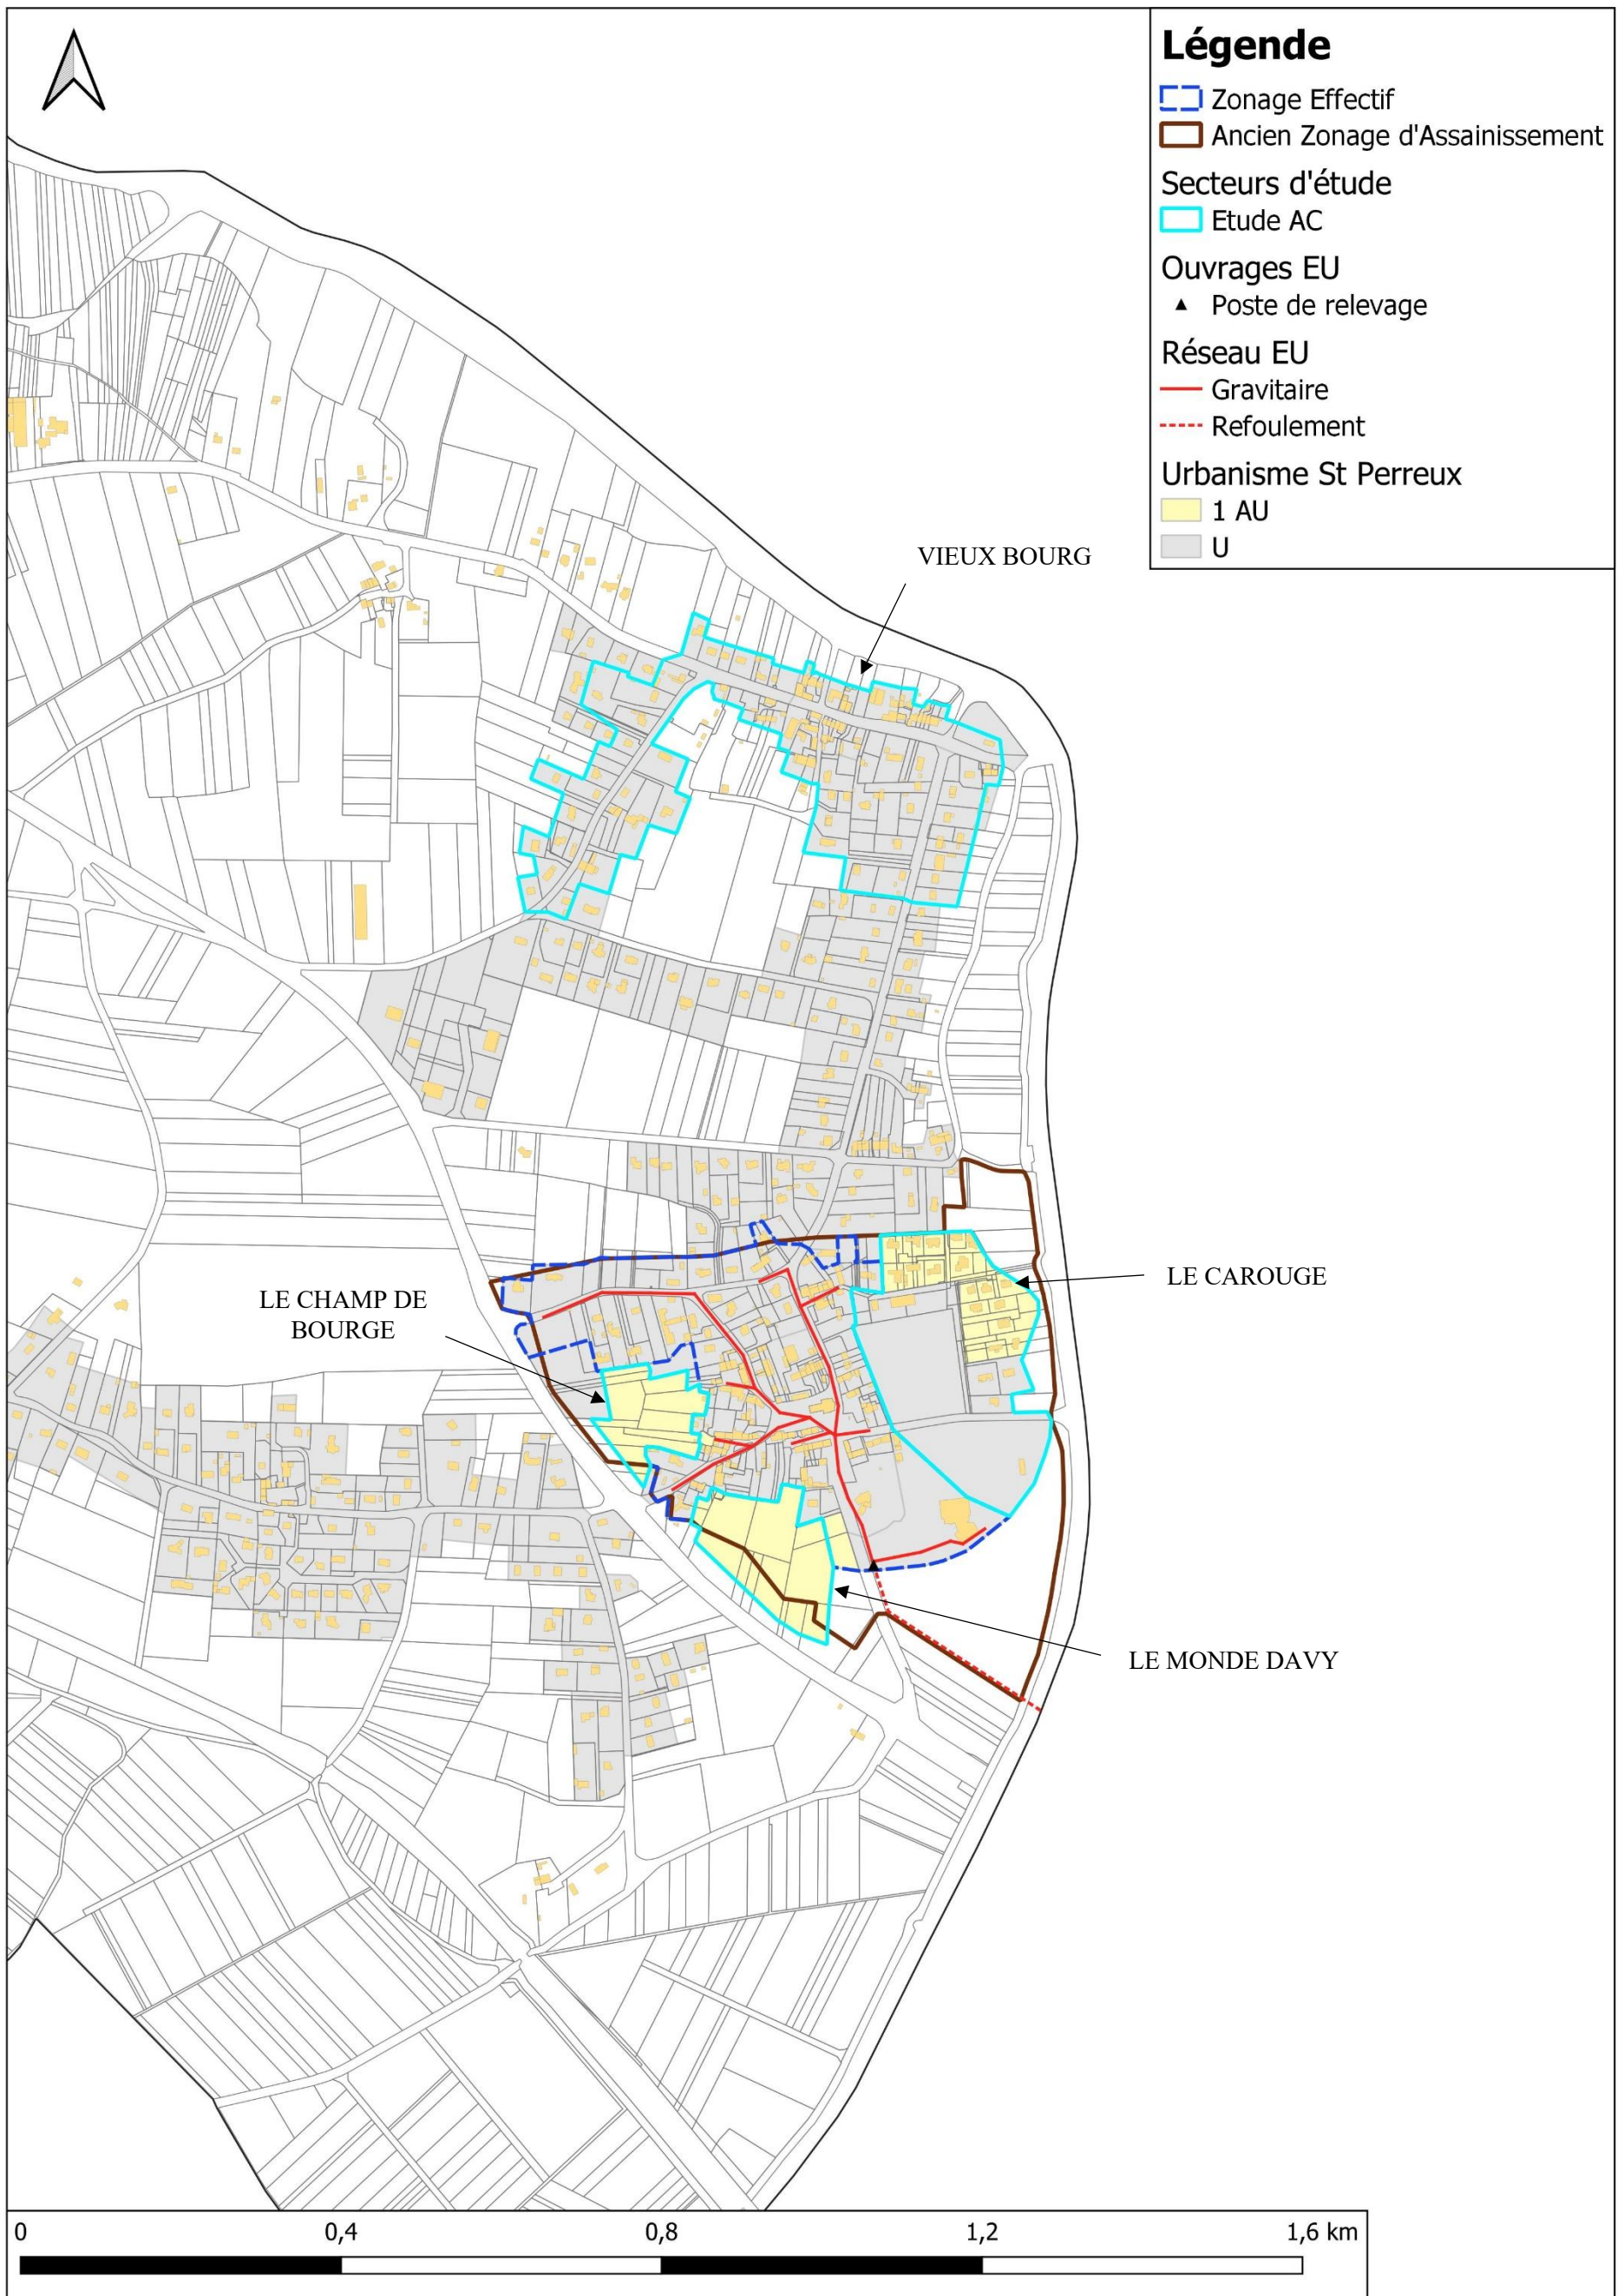 Légende
Zonage Effectif
Ancien Zonage d'Assainissement
Secteurs d'étude
Etude AC
Ouvrages EU
Poste de relevage
Réseau EU
Gravitaire
Refoulement
Urbanisme St Perreux
1 AU
U
VIEUX BOURG
LE CAROUGE
LE CHAMP DE
BOURGE
LE MONDE DAVY
0 0,4 0,8 1,2 1,6 km